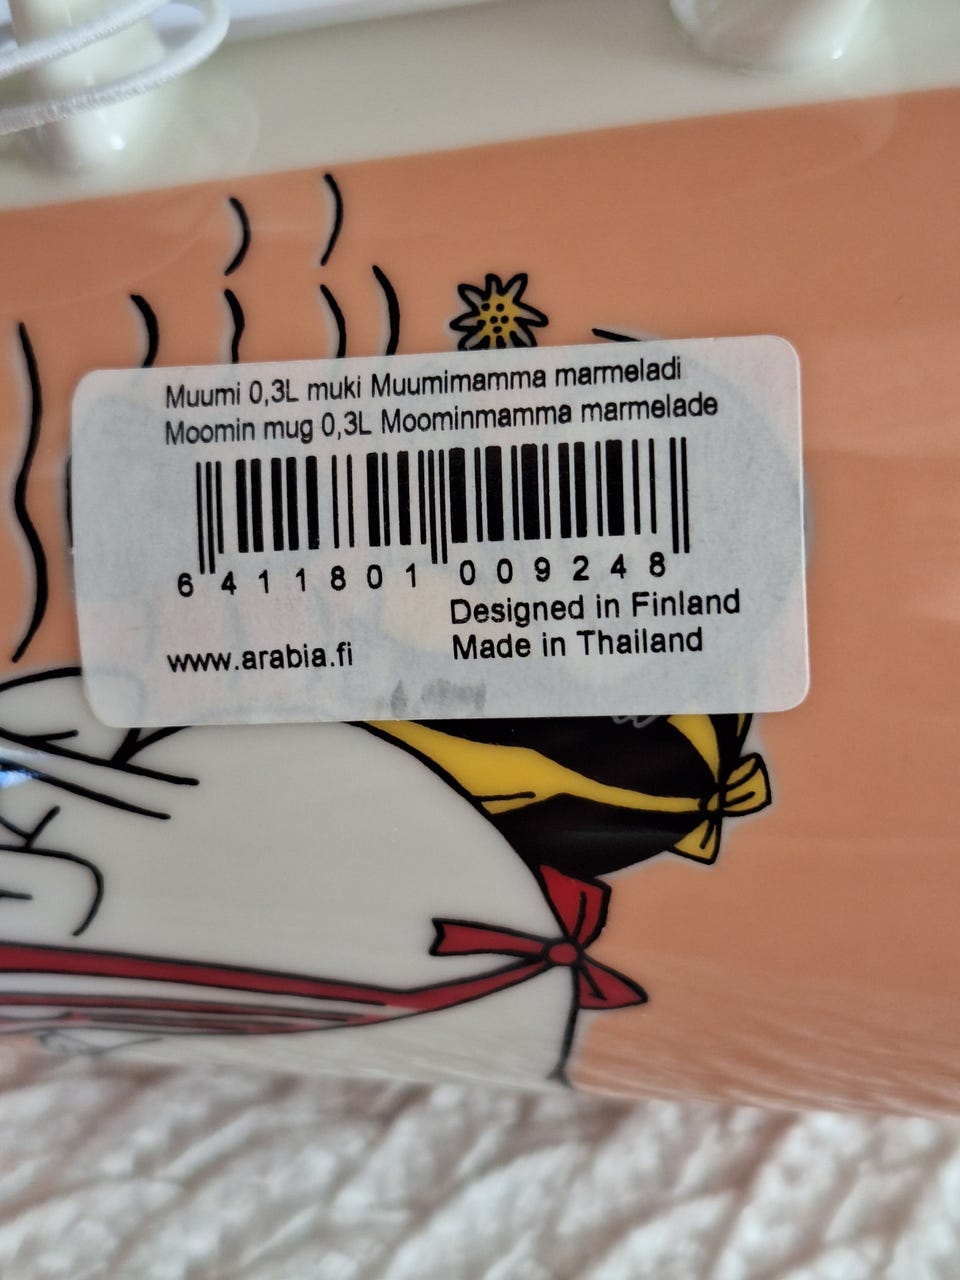 Muumi 0,3L muki Muumimamma marmeladi
Moomin mug 0,3L Moominmamma marmelade
6 411801 009248
Designed in Finland
www.arabia.fi Made in Thailand